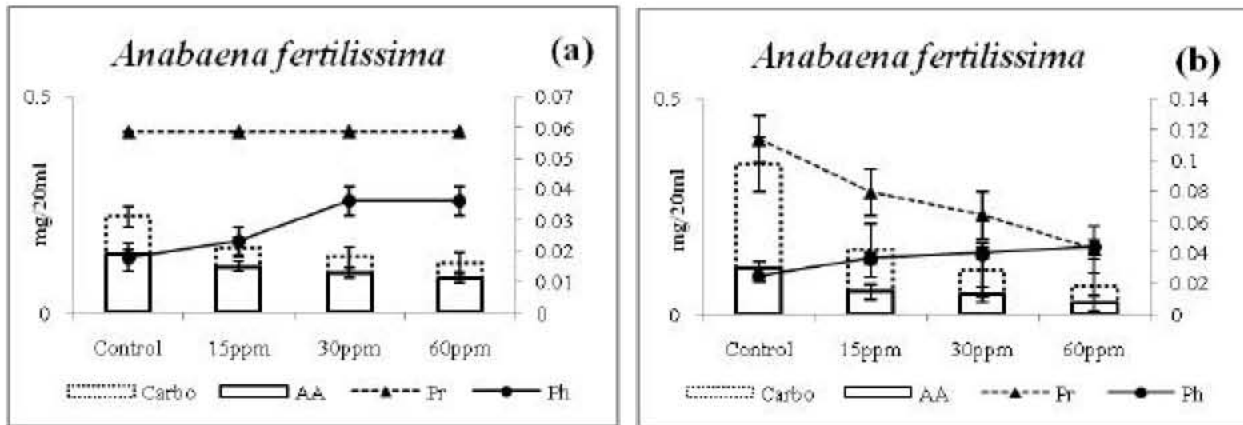 Anabaena fertilissima (a)
0.5
0
mg/20ml
0.07
0.06
0.05
0.04
0.03
0.02
0.01
0
Control 15ppm 30ppm 60ppm
Carbo AA Pr Ph
Anabaena fertilissima (b)
0.5
0
mg/20ml
0.14
0.12
0.1
0.08
0.06
0.04
0.02
0
Control 15ppm 30ppm 60ppm
Carbo AA Pr Ph